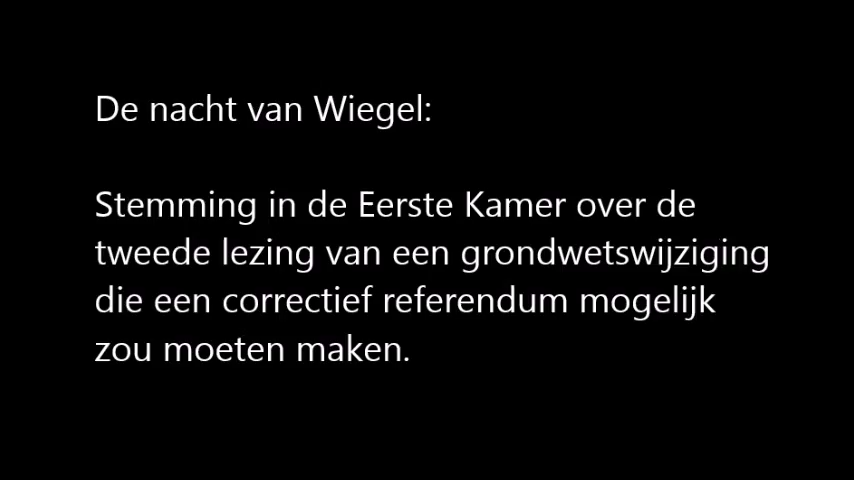 De nacht van Wiegel:
Stemming in de Eerste Kamer over de
tweede lezing van een grondwetswijziging
die een correctief referendum mogelijk
zou moeten maken.